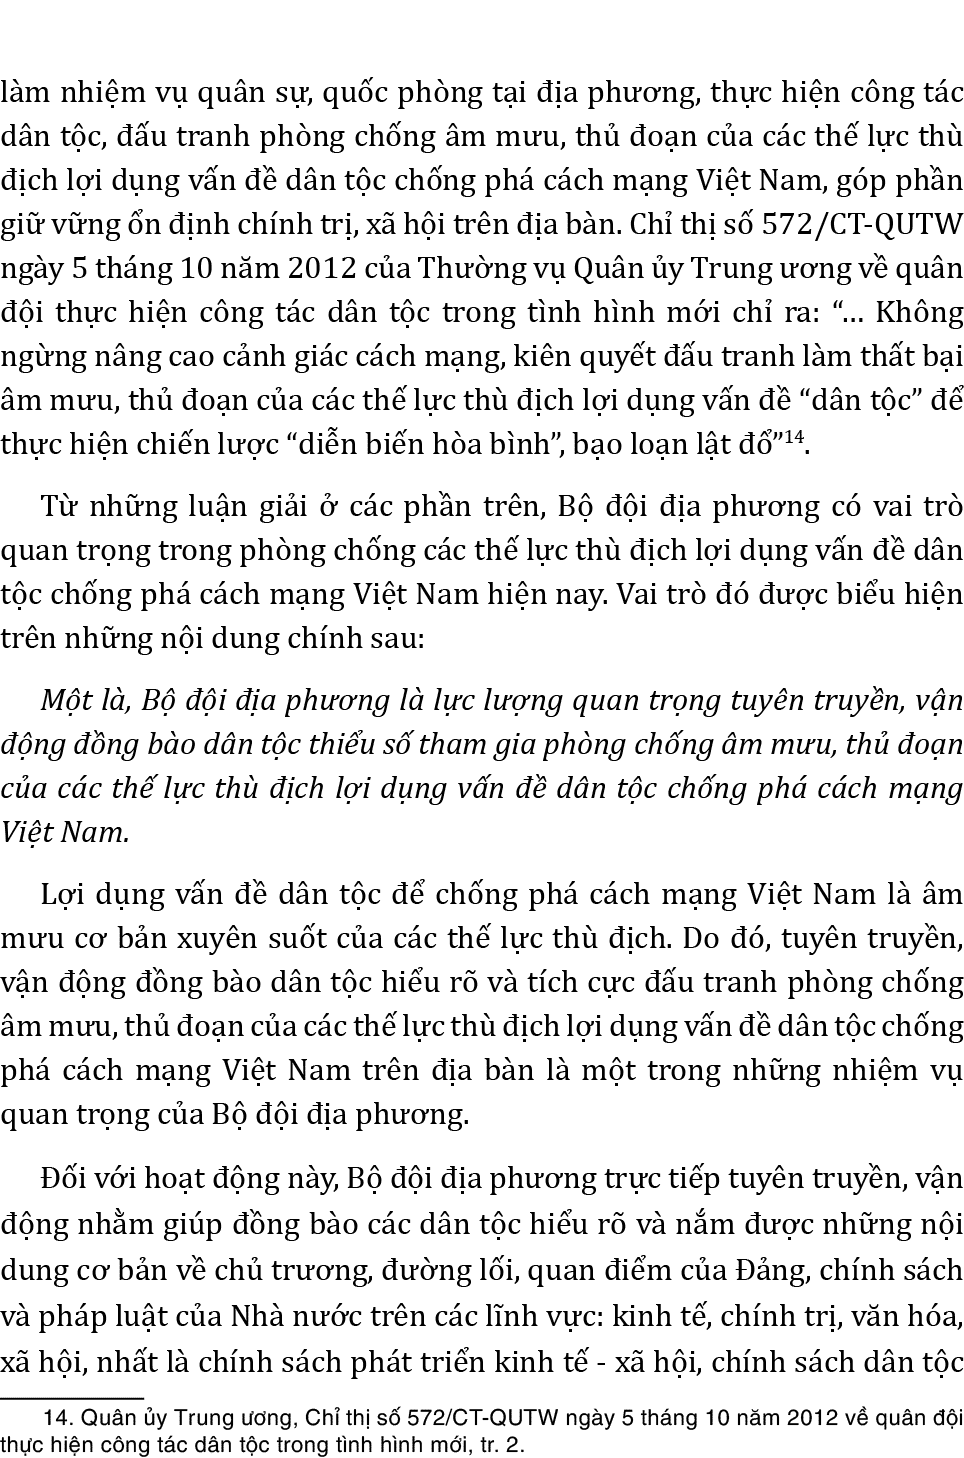 làm nhiệm vụ quân sự, quốc phòng tại địa phương, thực hiện công tác
dân tộc, đấu tranh phòng chống âm mưu, thủ đoạn của các thế lực thù
địch lợi dụng vấn đề dân tộc chống phá cách mạng Việt Nam, góp phần
giữ vững ổn định chính trị, xã hội trên địa bàn. Chỉ thị số 572/CT-QUTW
ngày 5 tháng 10 năm 2012 của Thường vụ Quân ủy Trung ương về quân
đội thực hiện công tác dân tộc trong tình hình mới chỉ ra: “... Không
ngừng nâng cao cảnh giác cách mạng, kiên quyết đấu tranh làm thất bại
âm mưu, thủ đoạn của các thế lực thù địch lợi dụng vấn đề “dân tộc” để
thực hiện chiến lược “diễn biến hòa bình”, bạo loạn lật đổ”14.
Từ những luận giải ở các phần trên, Bộ đội địa phương có vai trò
quan trọng trong phòng chống các thế lực thù địch lợi dụng vấn đề dân
tộc chống phá cách mạng Việt Nam hiện nay. Vai trò đó được biểu hiện
trên những nội dung chính sau:
Một là, Bộ đội địa phương là lực lượng quan trọng tuyên truyền, vận
động đồng bào dân tộc thiểu số tham gia phòng chống âm mưu, thủ đoạn
của các thế lực thù địch lợi dụng vấn đề dân tộc chống phá cách mạng
Việt Nam.
Lợi dụng vấn đề dân tộc để chống phá cách mạng Việt Nam là âm
mưu cơ bản xuyên suốt của các thế lực thù địch. Do đó, tuyên truyền,
vận động đồng bào dân tộc hiểu rõ và tích cực đấu tranh phòng chống
âm mưu, thủ đoạn của các thế lực thù địch lợi dụng vấn đề dân tộc chống
phá cách mạng Việt Nam trên địa bàn là một trong những nhiệm vụ
quan trọng của Bộ đội địa phương.
Đối với hoạt động này, Bộ đội địa phương trực tiếp tuyên truyền, vận
động nhằm giúp đồng bào các dân tộc hiểu rõ và nắm được những nội
dung cơ bản về chủ trương, đường lối, quan điểm của Đảng, chính sách
và pháp luật của Nhà nước trên các lĩnh vực: kinh tế, chính trị, văn hóa,
xã hội, nhất là chính sách phát triển kinh tế - xã hội, chính sách dân tộc
14. Quân ủy Trung ương, Chỉ thị số 572/CT-QUTW ngày 5 tháng 10 năm 2012 về quân đội
thực hiện công tác dân tộc trong tình hình mới, tr. 2.